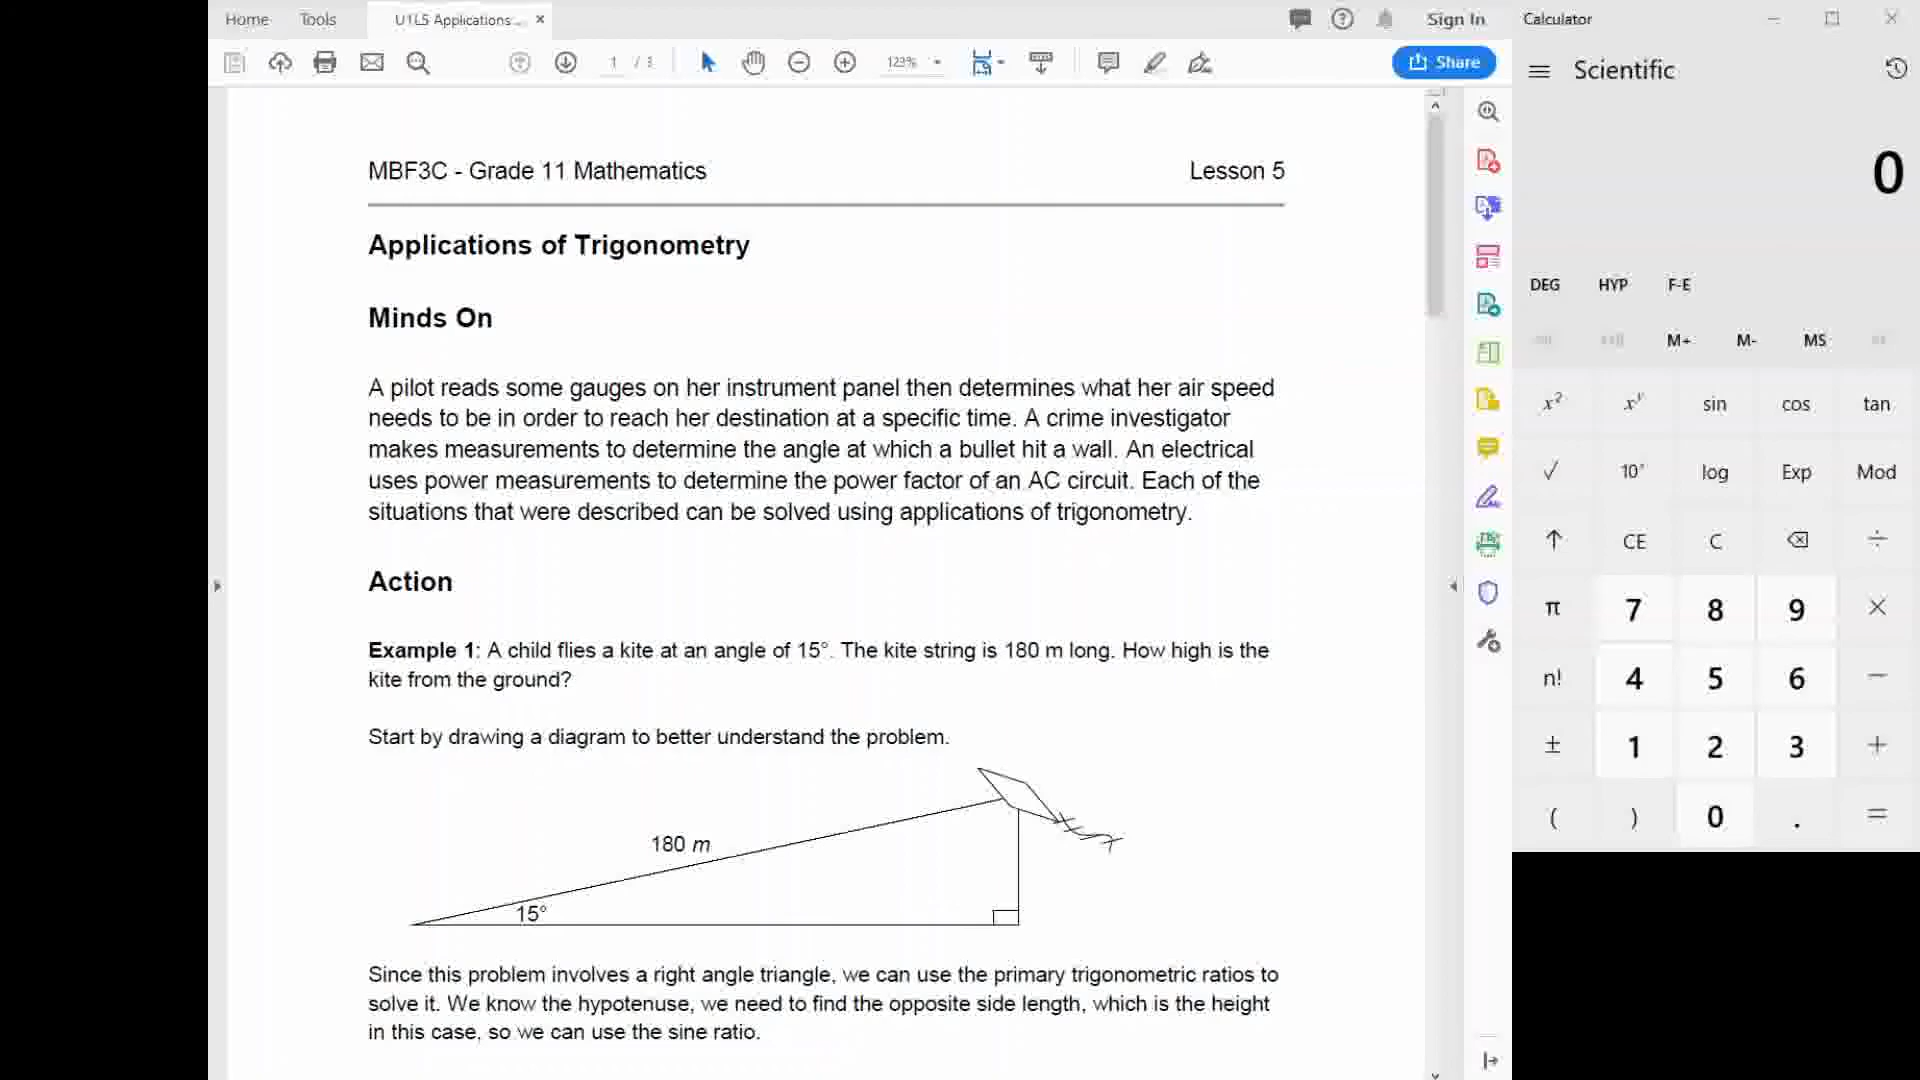 Home
Tools
U1L5 Applications ...
Sign In
1 / 3
123%
Share
MBF3C - Grade 11 Mathematics
Lesson 5
Applications of Trigonometry
Minds On
A pilot reads some gauges on her instrument panel then determines what her air speed
needs to be in order to reach her destination at a specific time. A crime investigator
makes measurements to determine the angle at which a bullet hit a wall. An electrical
uses power measurements to determine the power factor of an AC circuit. Each of the
situations that were described can be solved using applications of trigonometry.
Action
Example 1: A child flies a kite at an angle of 15°. The kite string is 180 m long. How high is the
kite from the ground?
Start by drawing a diagram to better understand the problem.
180 m
15°
Since this problem involves a right angle triangle, we can use the primary trigonometric ratios to
solve it. We know the hypotenuse, we need to find the opposite side length, which is the height
in this case, so we can use the sine ratio.
Calculator
Scientific
0
DEG HYP F-E
M+ M- MS
x² xʸ sin cos tan
√ 10ˣ log Exp Mod
↑ CE C ÷
π 7 8 9 ×
n! 4 5 6 −
± 1 2 3 +
( ) 0 . =